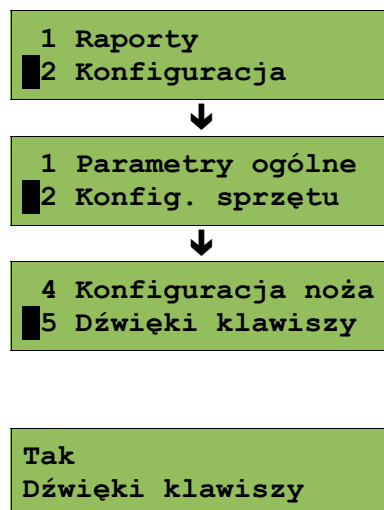 1 Raporty
2 Konfiguracja
1 Parametry ogólne
2 Konfig. sprzętu
4 Konfiguracja noża
5 Dźwięki klawiszy
Tak
Dźwięki klawiszy